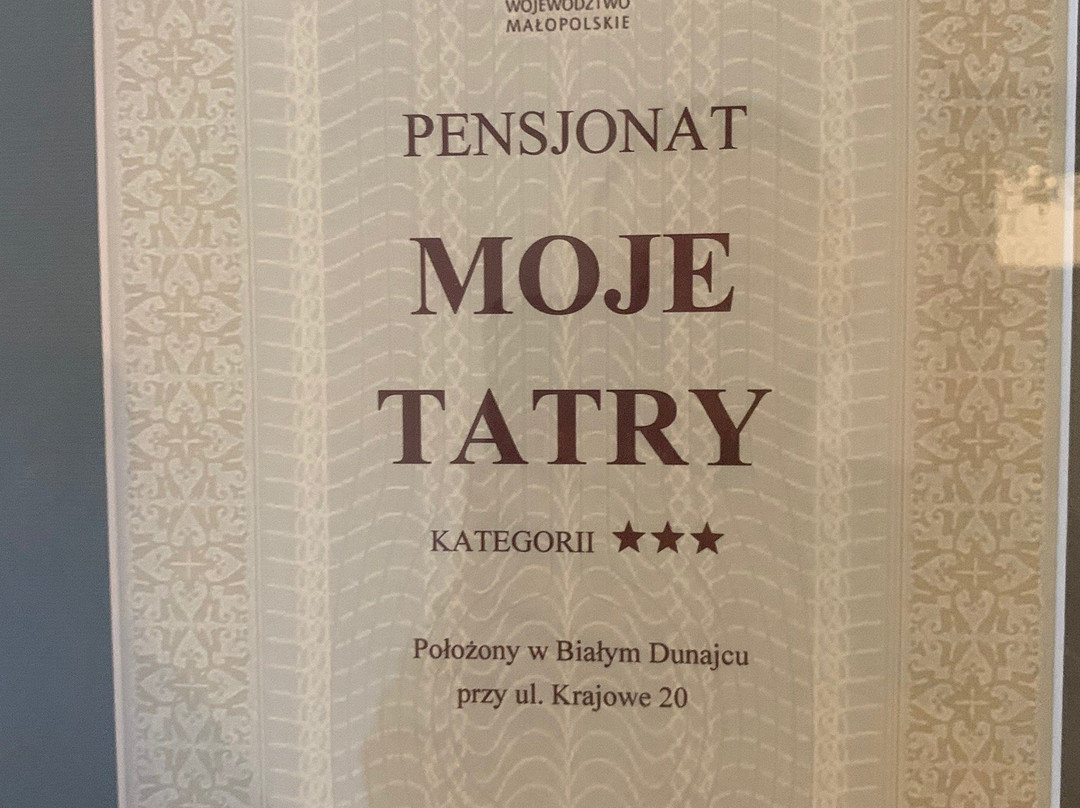 WOJEWÓDZTWO
MAŁOPOLSKIE
PENSJONAT
MOJE
TATRY
KATEGORII ★★★
Położony w Białym Dunajcu
przy ul. Krajowe 20